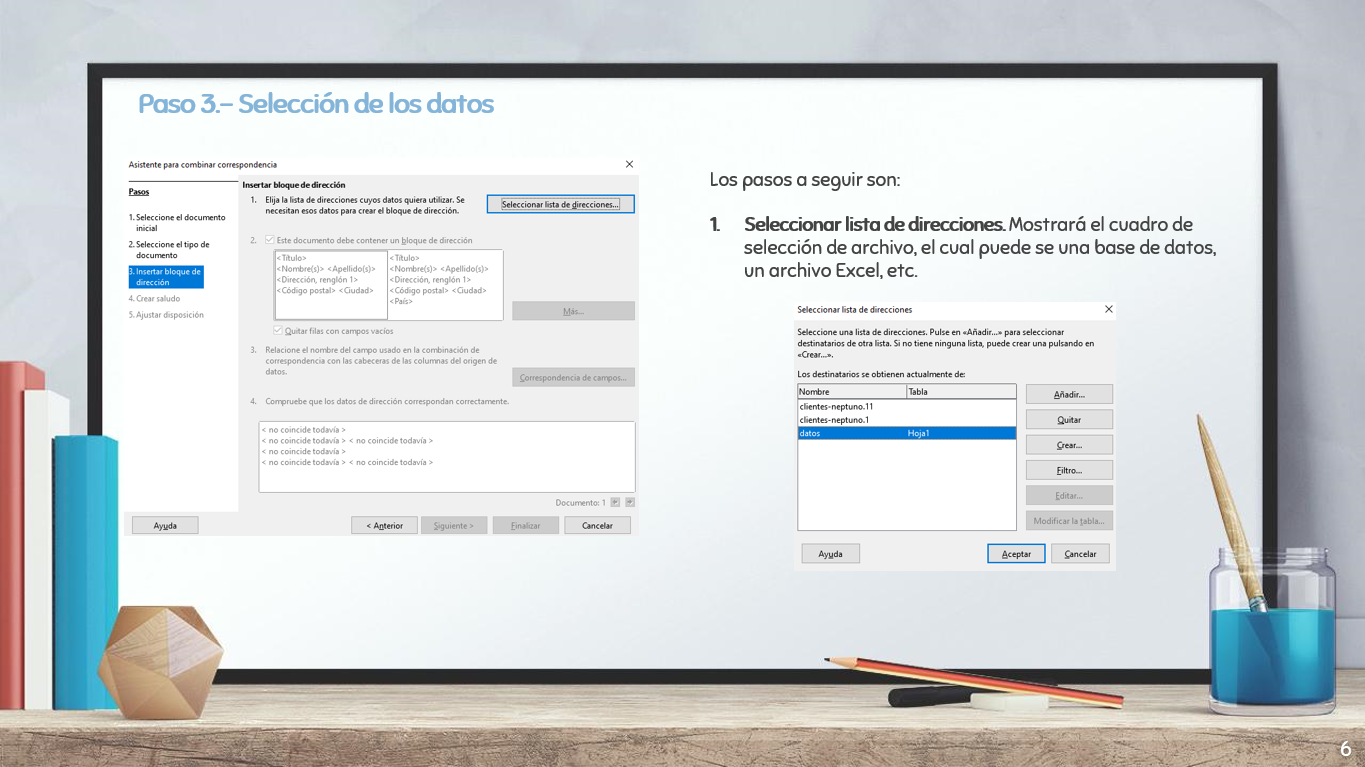 Paso 3.- Selección de los datos
Asistente para combinar correspondencia
Pasos
1. Seleccione el documento
inicial
2. Seleccione el tipo de
documento
3. Insertar bloque de
dirección
4. Crear saludo
5. Ajustar disposición
Insertar bloque de dirección
1. Elija la lista de direcciones cuyos datos quiera utilizar. Se
necesitan esos datos para crear el bloque de dirección.
Seleccionar lista de direcciones...
2. Este documento debe contener un bloque de dirección
<Título>
<Nombre(s)> <Apellido(s)>
<Dirección, renglón 1>
<Código postal> <Ciudad>
<Título>
<Nombre(s)> <Apellido(s)>
<Dirección, renglón 1>
<Código postal> <Ciudad>
<País>
Más...
Quitar filas con campos vacíos
3. Relacione el nombre del campo usado en la combinación de
correspondencia con las cabeceras de las columnas del origen de
datos.
Correspondencia de campos...
4. Compruebe que los datos de dirección correspondan correctamente.
< no coincide todavía >
< no coincide todavía > < no coincide todavía >
< no coincide todavía >
< no coincide todavía > < no coincide todavía >
Documento: 1
Ayuda
< Anterior
Siguiente >
Finalizar
Cancelar
Los pasos a seguir son:
1. Seleccionar lista de direcciones. Mostrará el cuadro de
selección de archivo, el cual puede se una base de datos,
un archivo Excel, etc.
Seleccionar lista de direcciones
Seleccione una lista de direcciones. Pulse en «Añadir...» para seleccionar
destinatarios de otra lista. Si no tiene ninguna lista, puede crear una pulsando en
«Crear...».
Los destinatarios se obtienen actualmente de:
Nombre Tabla
clientes-neptuno.11
clientes-neptuno.1
datos Hoja1
Añadir...
Quitar
Crear...
Filtro...
Editar...
Modificar la tabla...
Ayuda
Aceptar
Cancelar
6